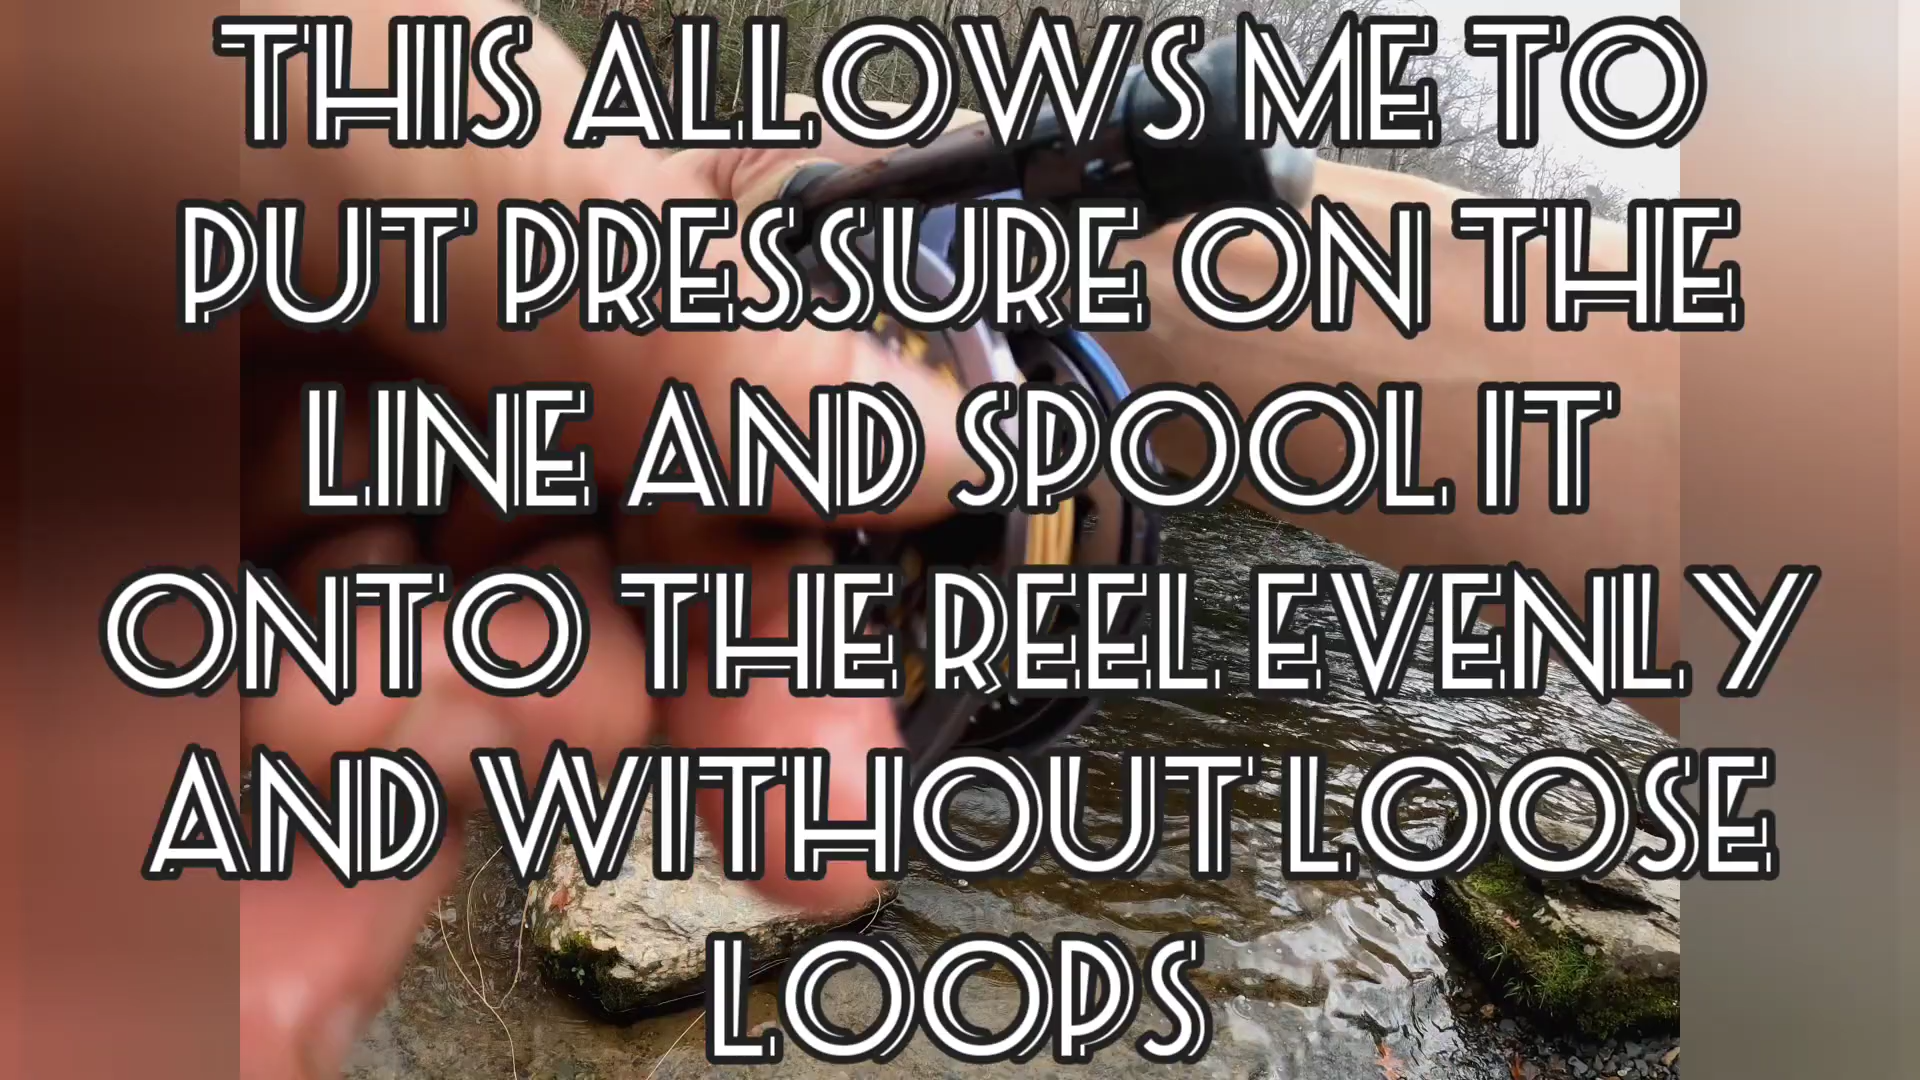 THIS ALLOWS ME TO
PUT PRESSURE ON THE
LINE AND SPOOL IT
ONTO THE REEL EVENLY
AND WITHOUT LOOSE
LOOPS